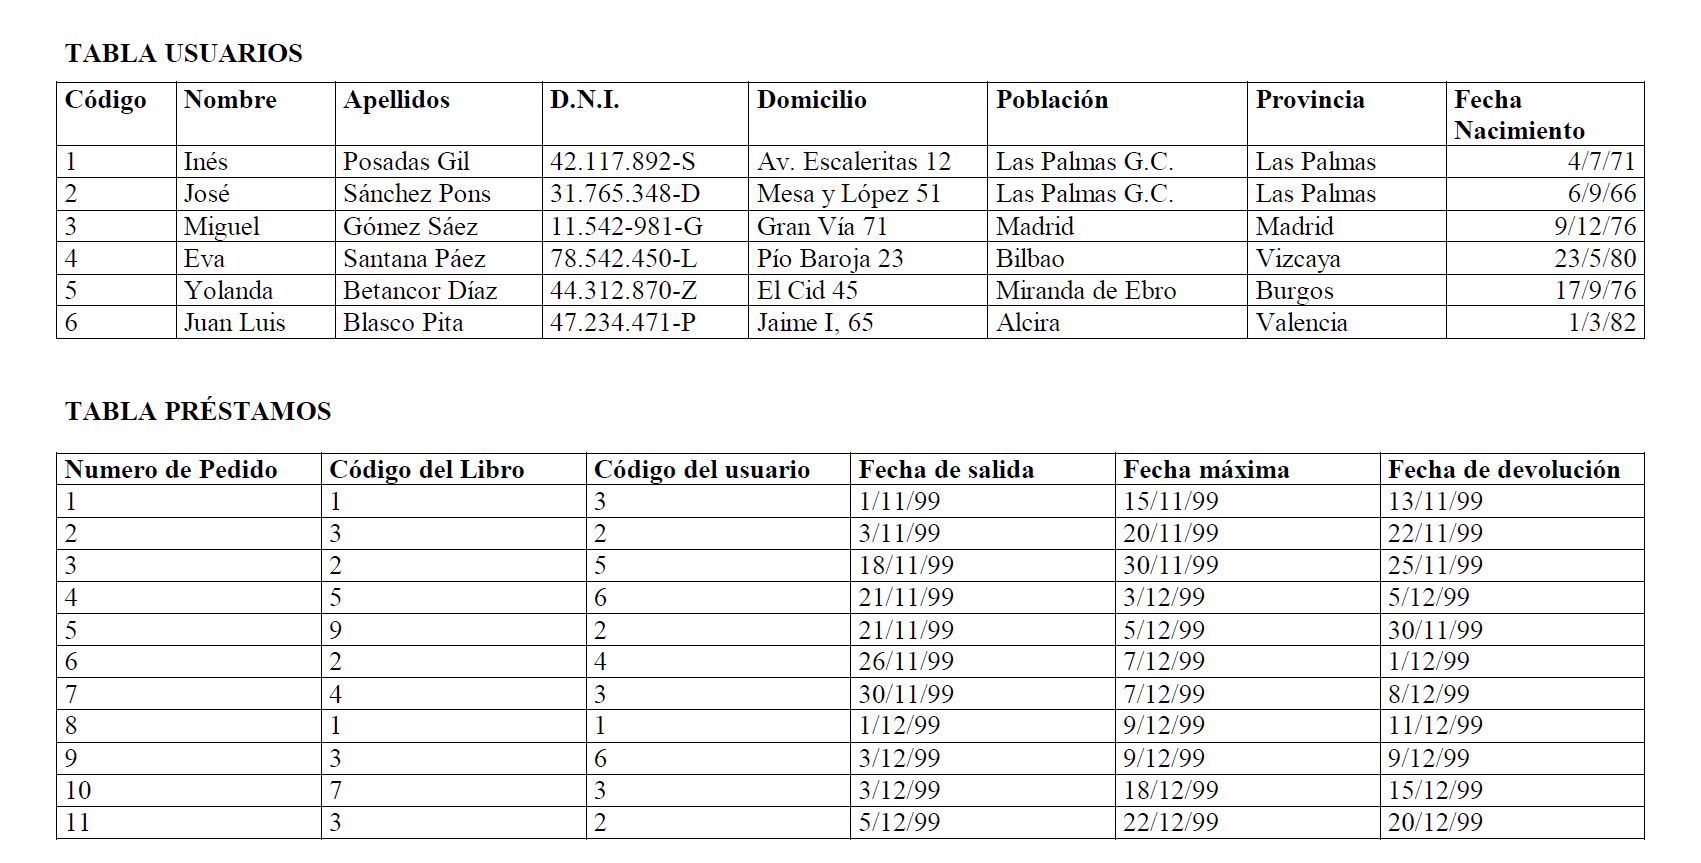 TABLA USUARIOS
Código Nombre Apellidos D.N.I. Domicilio Población Provincia Fecha
Nacimiento
1 Inés Posadas Gil 42.117.892-S Av. Escaleritas 12 Las Palmas G.C. Las Palmas 4/7/71
2 José Sánchez Pons 31.765.348-D Mesa y López 51 Las Palmas G.C. Las Palmas 6/9/66
3 Miguel Gómez Sáez 11.542-981-G Gran Vía 71 Madrid Madrid 9/12/76
4 Eva Santana Páez 78.542.450-L Pío Baroja 23 Bilbao Vizcaya 23/5/80
5 Yolanda Betancor Díaz 44.312.870-Z El Cid 45 Miranda de Ebro Burgos 17/9/76
6 Juan Luis Blasco Pita 47.234.471-P Jaime I, 65 Alcira Valencia 1/3/82
TABLA PRÉSTAMOS
Numero de Pedido Código del Libro Código del usuario Fecha de salida Fecha máxima Fecha de devolución
1 1 3 1/11/99 15/11/99 13/11/99
2 3 2 3/11/99 20/11/99 22/11/99
3 2 5 18/11/99 30/11/99 25/11/99
4 5 6 21/11/99 3/12/99 5/12/99
5 9 2 21/11/99 5/12/99 30/11/99
6 2 4 26/11/99 7/12/99 1/12/99
7 4 3 30/11/99 7/12/99 8/12/99
8 1 1 1/12/99 9/12/99 11/12/99
9 3 6 3/12/99 9/12/99 9/12/99
10 7 3 3/12/99 18/12/99 15/12/99
11 3 2 5/12/99 22/12/99 20/12/99